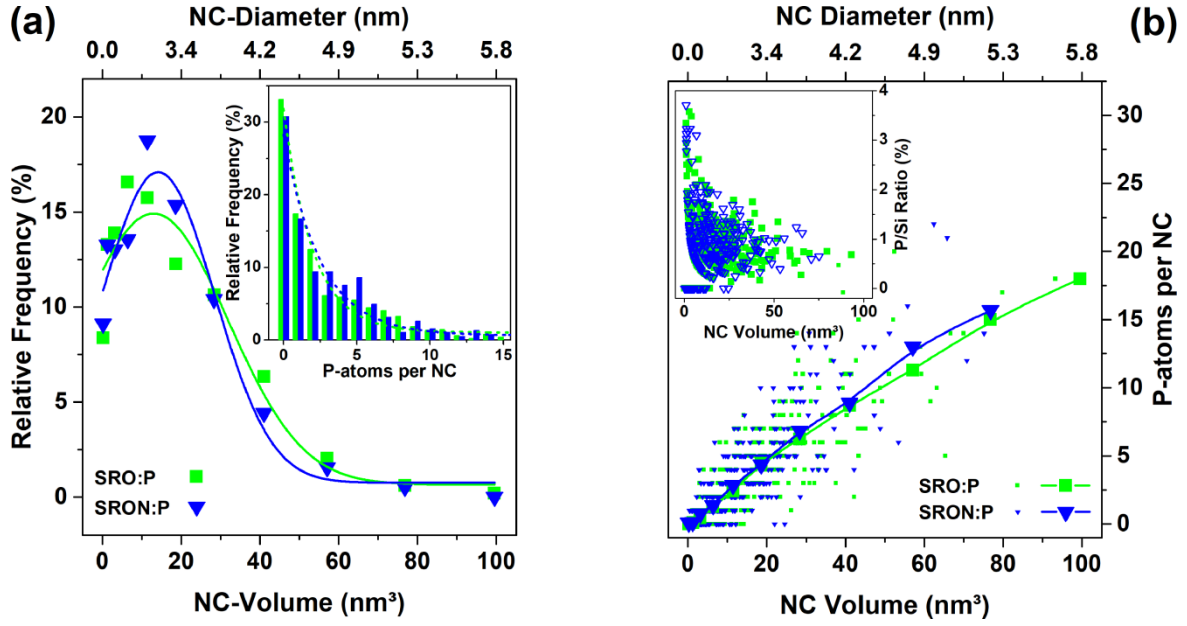 (a)
NC-Diameter (nm)
0.0 3.4 4.2 4.9 5.3 5.8
Relative Frequency (%)
20
15
10
5
0
Relative Frequency (%)
30
20
10
0
0 5 10 15
P-atoms per NC
SRO:P
SRON:P
0 20 40 60 80 100
NC-Volume (nm³)
(b)
NC Diameter (nm)
0.0 3.4 4.2 4.9 5.3 5.8
4
3
2
1
0
P/Si Ratio (%)
0 50 100
NC Volume (nm³)
30
25
20
15
10
5
0
P-atoms per NC
SRO:P
SRON:P
0 20 40 60 80 100
NC Volume (nm³)